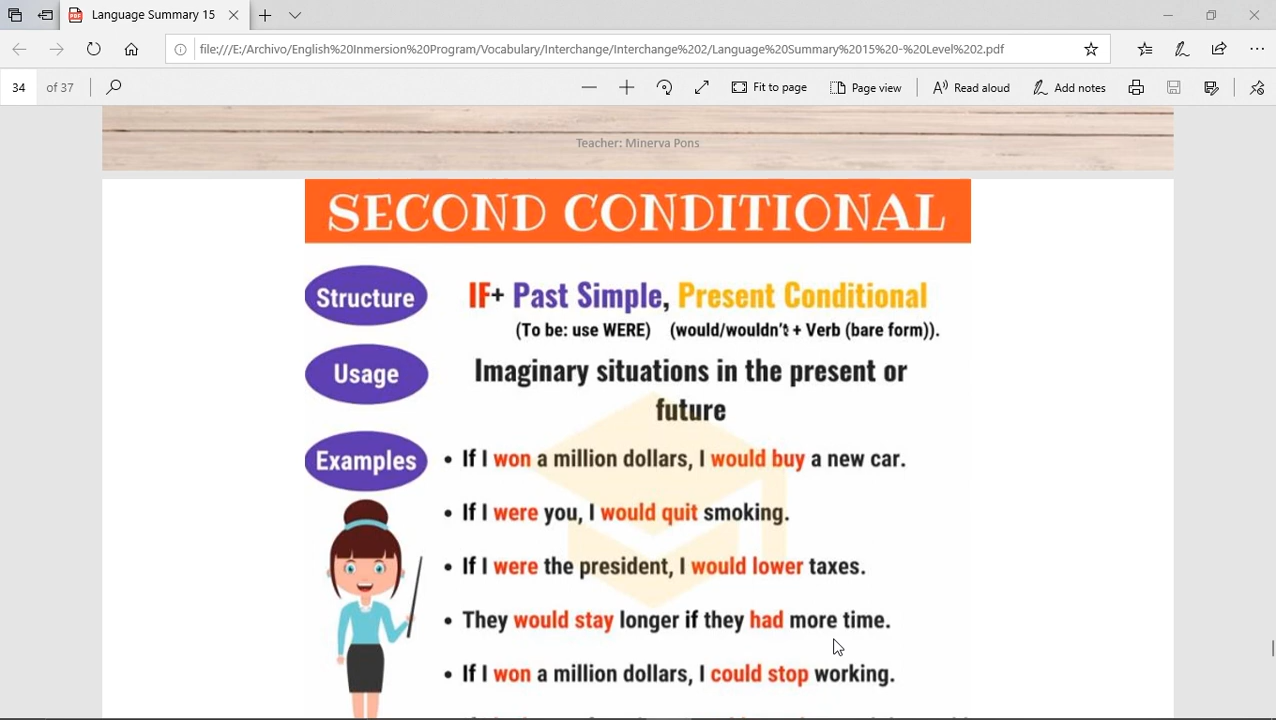 Language Summary 15
file:///E:/Archivo/English%20Inmersion%20Program/Vocabulary/Interchange/Interchange%202/Language%20Summary%2015%20-%20Level%202.pdf
34 of 37 Fit to page Page view Read aloud Add notes
Teacher: Minerva Pons
SECOND CONDITIONAL
Structure IF+ Past Simple, Present Conditional
(To be: use WERE) (would/wouldn't + Verb (bare form)).
Usage Imaginary situations in the present or
future
Examples • If I won a million dollars, I would buy a new car.
• If I were you, I would quit smoking.
• If I were the president, I would lower taxes.
• They would stay longer if they had more time.
• If I won a million dollars, I could stop working.